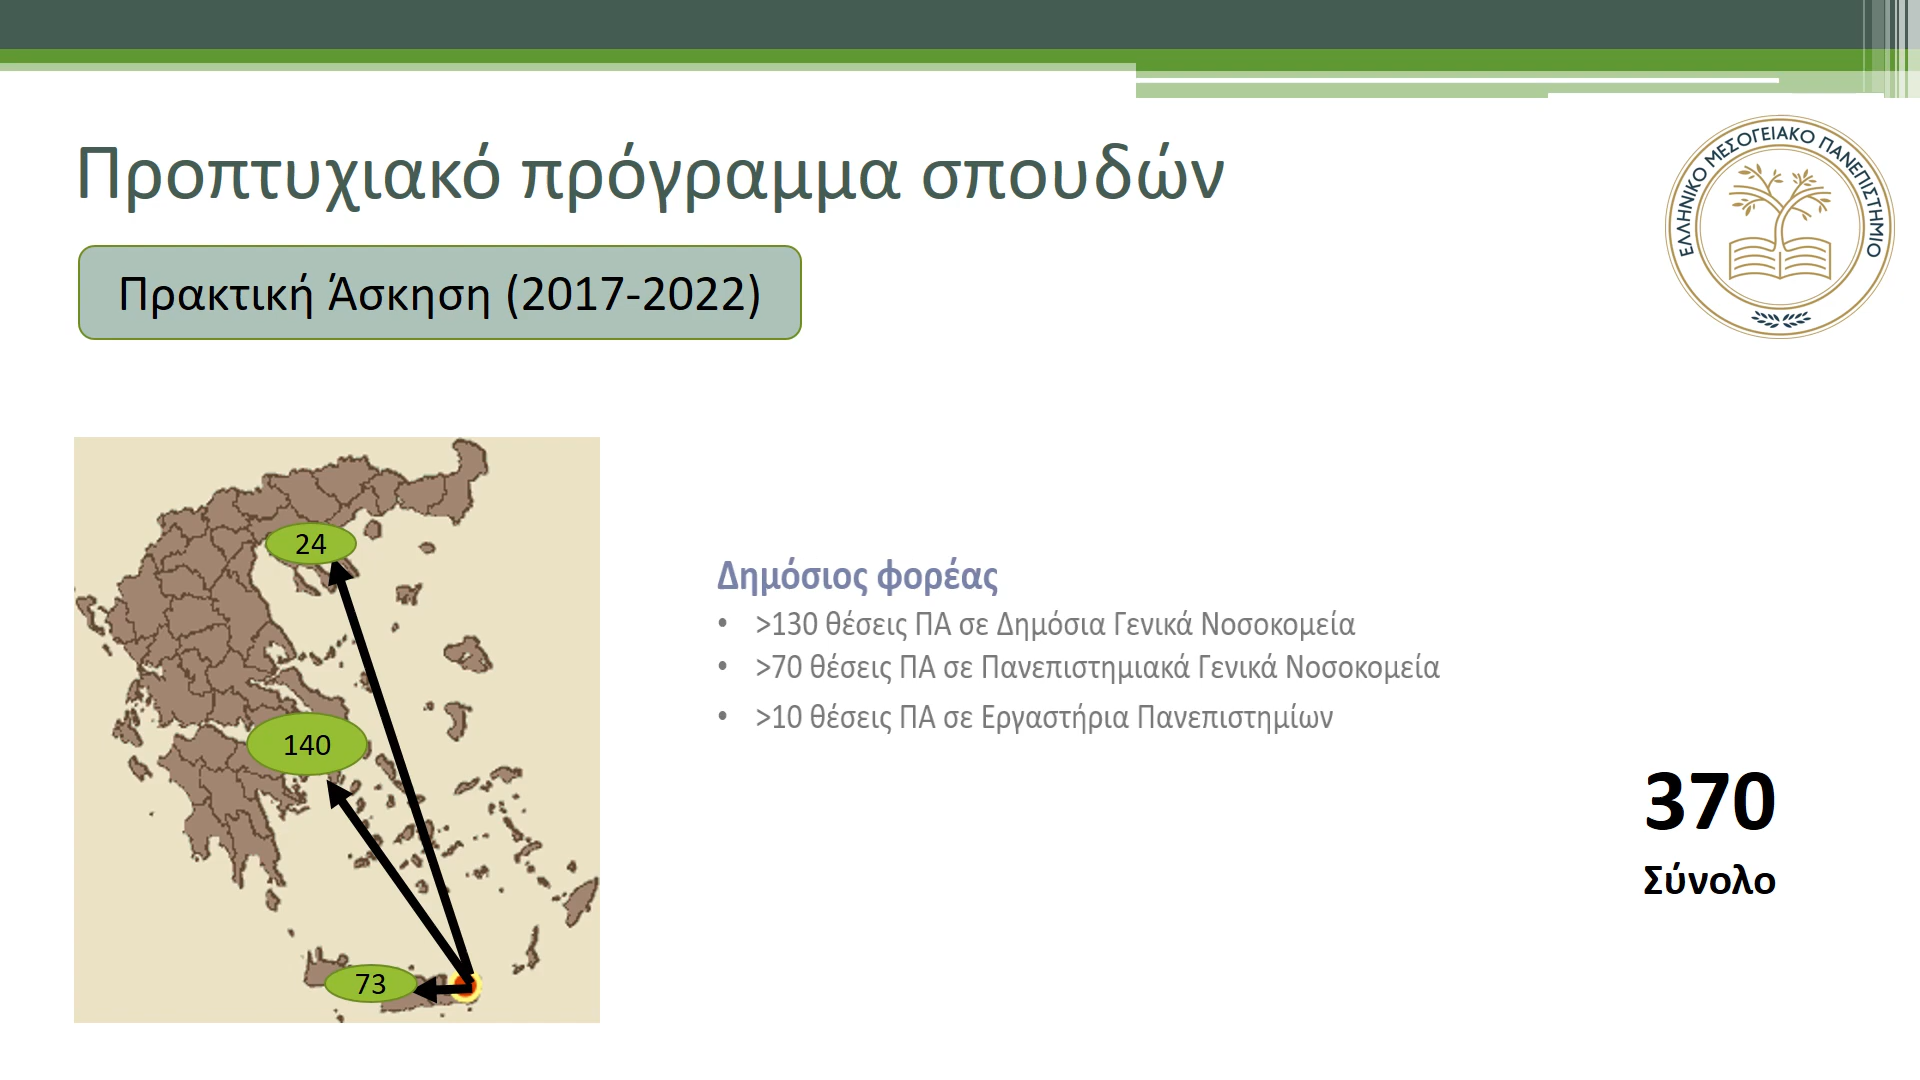 Προπτυχιακό πρόγραμμα σπουδών
ΕΛΛΗΝΙΚΟ ΜΕΣΟΓΕΙΑΚΟ ΠΑΝΕΠΙΣΤΗΜΙΟ
Πρακτική Άσκηση (2017-2022)
24
140
73
Δημόσιος φορέας
• >130 θέσεις ΠΑ σε Δημόσια Γενικά Νοσοκομεία
• >70 θέσεις ΠΑ σε Πανεπιστημιακά Γενικά Νοσοκομεία
• >10 θέσεις ΠΑ σε Εργαστήρια Πανεπιστημίων
370
Σύνολο